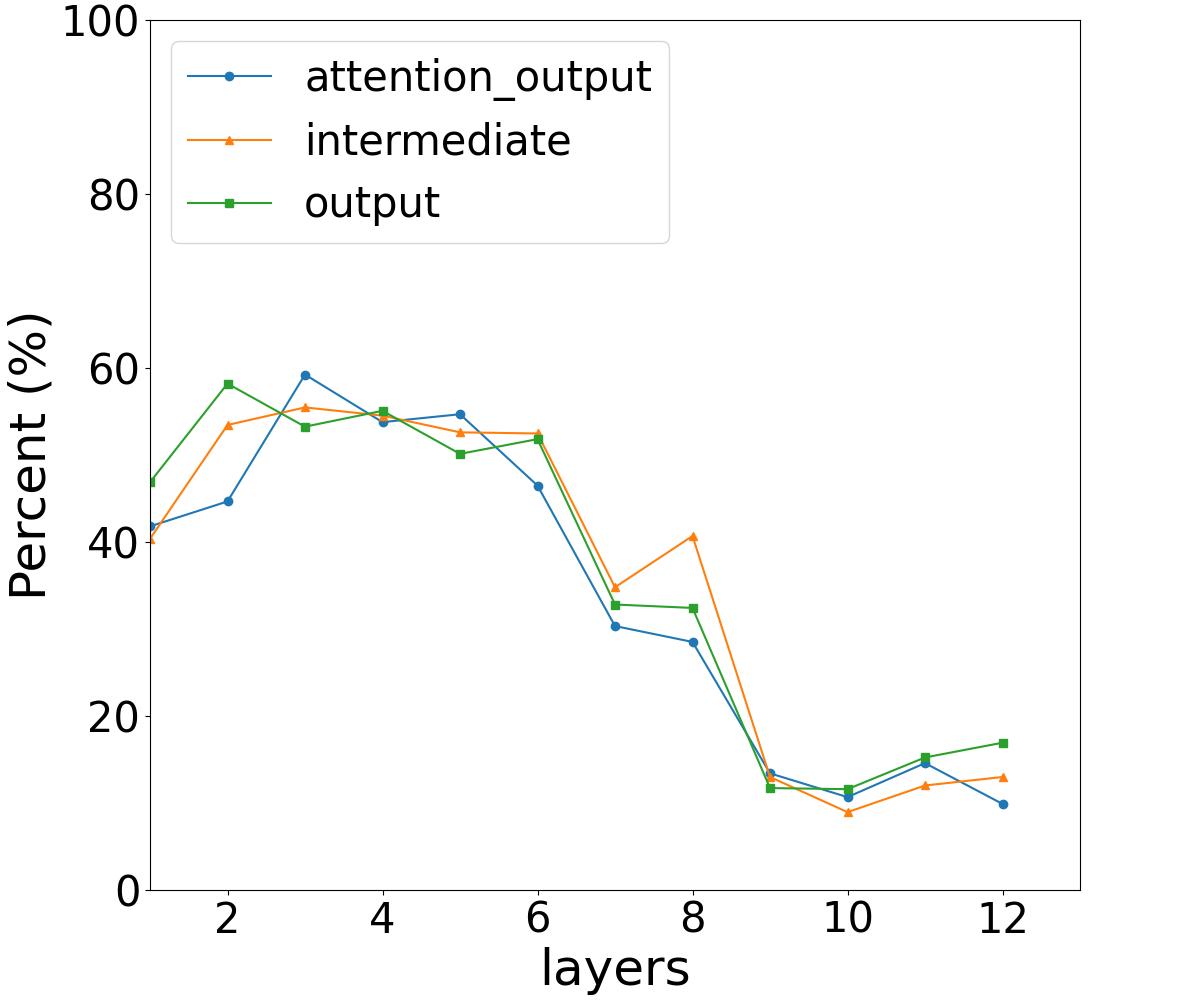 100
80
60
40
20
0
Percent (%)
attention_output
intermediate
output
2 4 6 8 10 12
layers